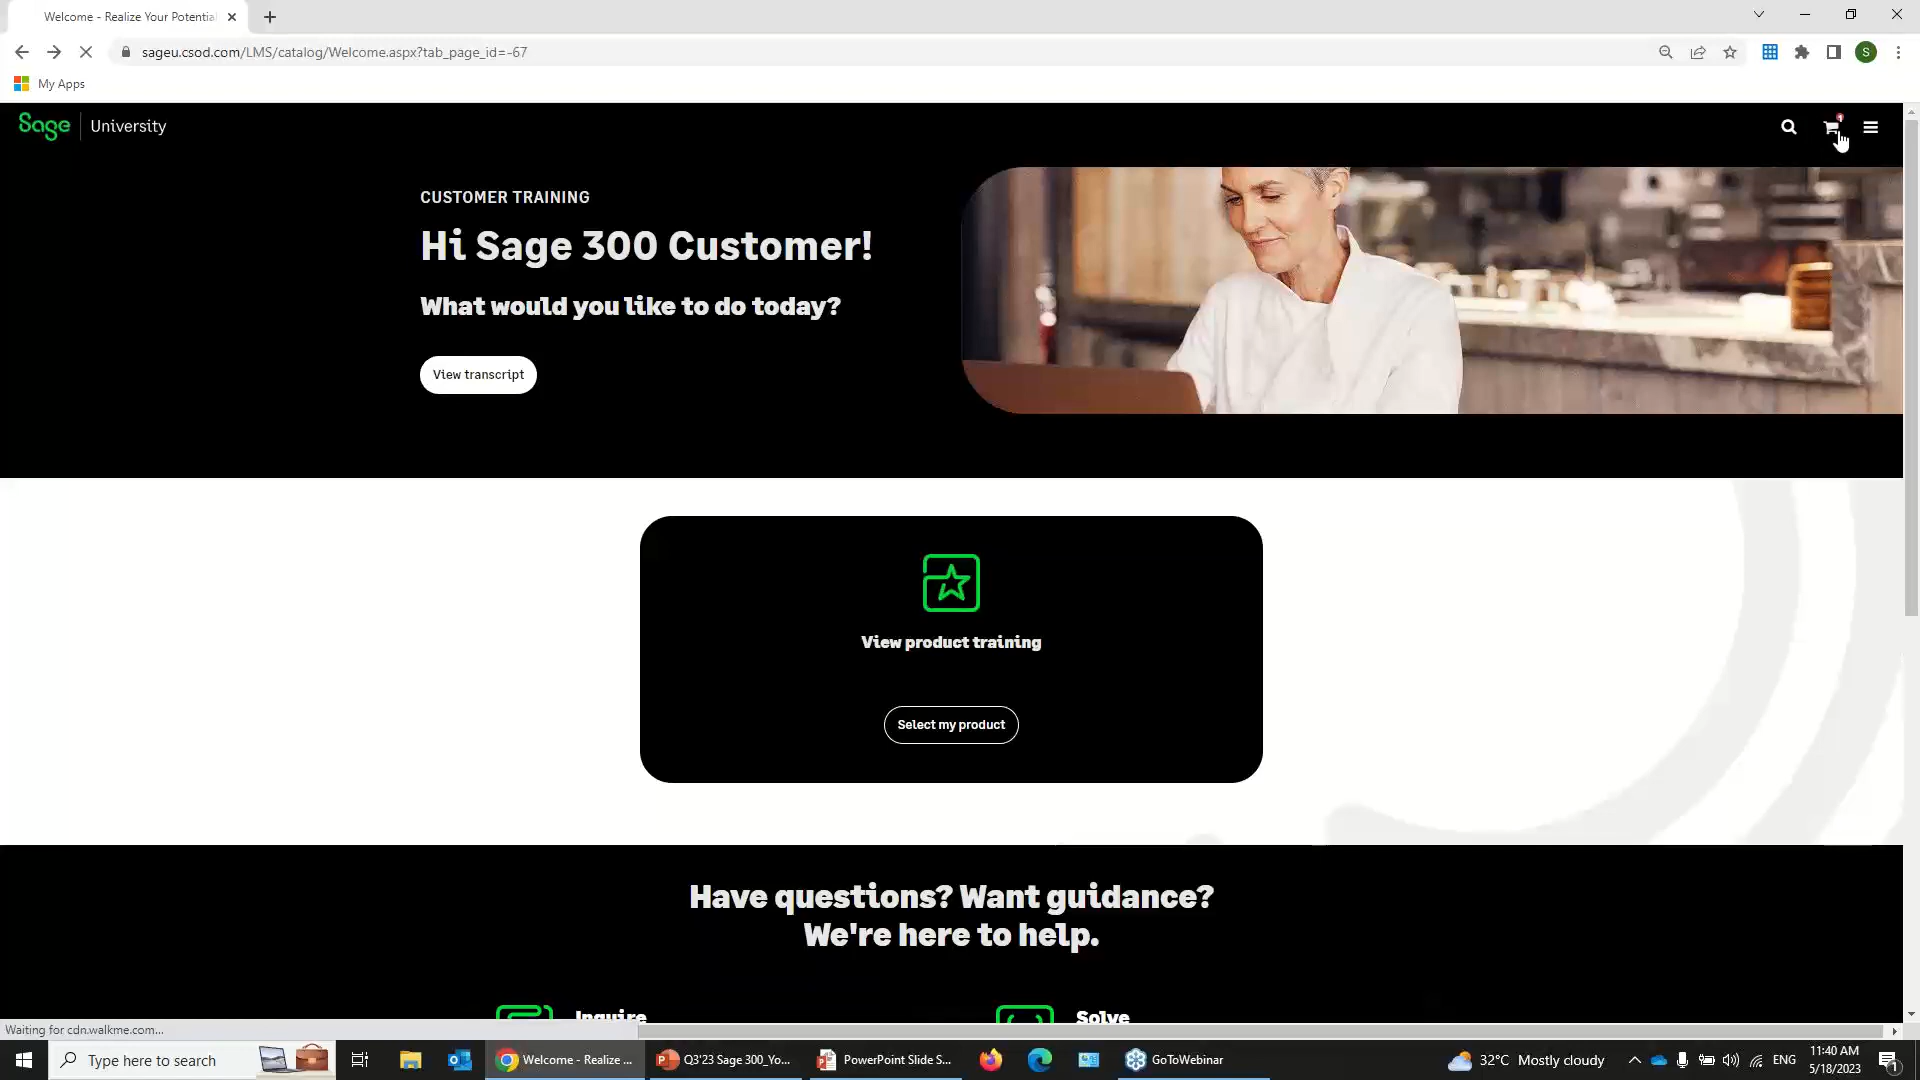 Welcome - Realize Your Potentia
sageu.csod.com/LMS/catalog/Welcome.aspx?tab_page_id=-67
S
My Apps
Sage University
1
CUSTOMER TRAINING
Hi Sage 300 Customer!
What would you like to do today?
View transcript
View product training
Select my product
Have questions? Want guidance?
We're here to help.
Inquire
Solve
Waiting for cdn.walkme.com...
Type here to search
Welcome - Realize ...
Q3'23 Sage 300_Yo...
PowerPoint Slide S...
GoToWebinar
32°C Mostly cloudy
ENG
11:40 AM
5/18/2023
1